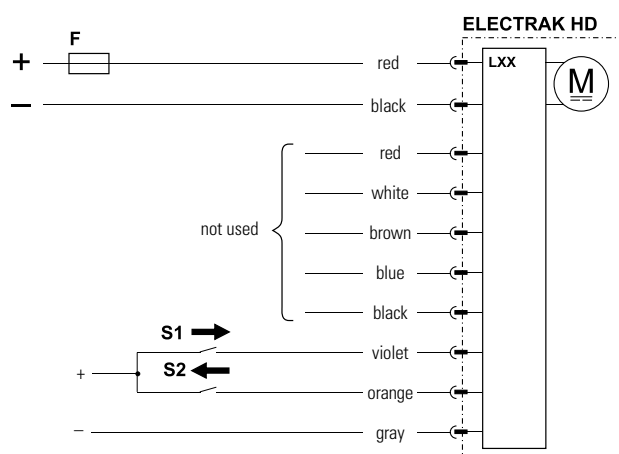 ELECTRAK HD
F
+ red LXX
M
– black
red
white
not used brown
blue
black
S1 violet
S2
+
orange
– gray